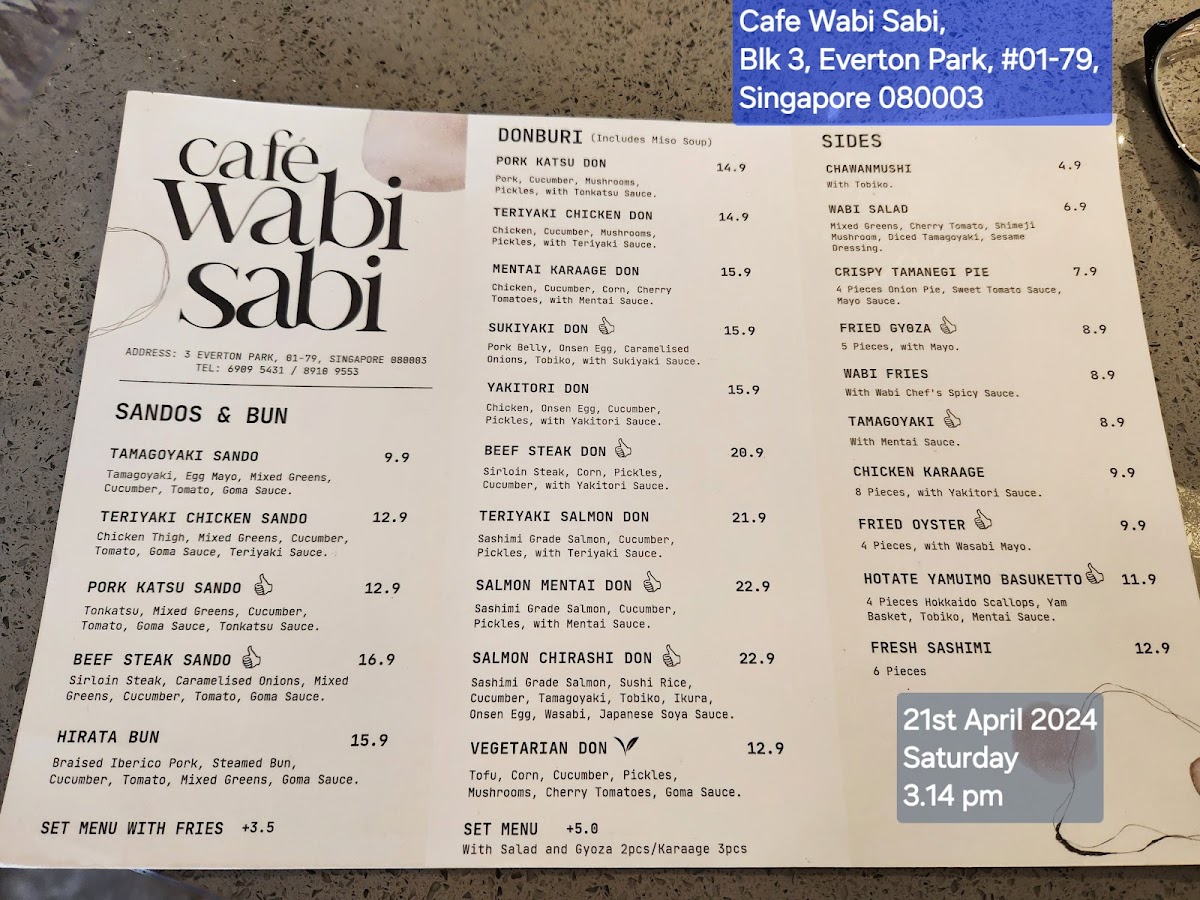 Cafe Wabi Sabi,
Blk 3, Everton Park, #01-79,
Singapore 080003
café
wabi
sabi
ADDRESS: 3 EVERTON PARK, 01-79, SINGAPORE 080003
TEL: 6909 5431 / 8910 9553
SANDOS & BUN
TAMAGOYAKI SANDO 9.9
Tamagoyaki, Egg Mayo, Mixed Greens,
Cucumber, Tomato, Goma Sauce.
TERIYAKI CHICKEN SANDO 12.9
Chicken Thigh, Mixed Greens, Cucumber,
Tomato, Goma Sauce, Teriyaki Sauce.
PORK KATSU SANDO 12.9
Tonkatsu, Mixed Greens, Cucumber,
Tomato, Goma Sauce, Tonkatsu Sauce.
BEEF STEAK SANDO 16.9
Sirloin Steak, Caramelised Onions, Mixed
Greens, Cucumber, Tomato, Goma Sauce.
HIRATA BUN 15.9
Braised Iberico Pork, Steamed Bun,
Cucumber, Tomato, Mixed Greens, Goma Sauce.
SET MENU WITH FRIES +3.5
DONBURI (Includes Miso Soup)
PORK KATSU DON 14.9
Pork, Cucumber, Mushrooms,
Pickles, with Tonkatsu Sauce.
TERIYAKI CHICKEN DON 14.9
Chicken, Cucumber, Mushrooms,
Pickles, with Teriyaki Sauce.
MENTAI KARAAGE DON 15.9
Chicken, Cucumber, Corn, Cherry
Tomatoes, with Mentai Sauce.
SUKIYAKI DON 15.9
Pork Belly, Onsen Egg, Caramelised
Onions, Tobiko, with Sukiyaki Sauce.
YAKITORI DON 15.9
Chicken, Onsen Egg, Cucumber,
Pickles, with Yakitori Sauce.
BEEF STEAK DON 20.9
Sirloin Steak, Corn, Pickles,
Cucumber, with Yakitori Sauce.
TERIYAKI SALMON DON 21.9
Sashimi Grade Salmon, Cucumber,
Pickles, with Teriyaki Sauce.
SALMON MENTAI DON 22.9
Sashimi Grade Salmon, Cucumber,
Pickles, with Mentai Sauce.
SALMON CHIRASHI DON 22.9
Sashimi Grade Salmon, Sushi Rice,
Cucumber, Tamagoyaki, Tobiko, Ikura,
Onsen Egg, Wasabi, Japanese Soya Sauce.
VEGETARIAN DON 12.9
Tofu, Corn, Cucumber, Pickles,
Mushrooms, Cherry Tomatoes, Goma Sauce.
SET MENU +5.0
With Salad and Gyoza 2pcs/Karaage 3pcs
SIDES
CHAWANMUSHI 4.9
With Tobiko.
WABI SALAD 6.9
Mixed Greens, Cherry Tomato, Shimeji
Mushroom, Diced Tamagoyaki, Sesame
Dressing.
CRISPY TAMANEGI PIE 7.9
4 Pieces Onion Pie, Sweet Tomato Sauce,
Mayo Sauce.
FRIED GYOZA 8.9
5 Pieces, with Mayo.
WABI FRIES 8.9
With Wabi Chef's Spicy Sauce.
TAMAGOYAKI 8.9
With Mentai Sauce.
CHICKEN KARAAGE 9.9
8 Pieces, with Yakitori Sauce.
FRIED OYSTER 9.9
4 Pieces, with Wasabi Mayo.
HOTATE YAMUIMO BASUKETTO 11.9
4 Pieces Hokkaido Scallops, Yam
Basket, Tobiko, Mentai Sauce.
FRESH SASHIMI 12.9
6 Pieces
21st April 2024
Saturday
3.14 pm